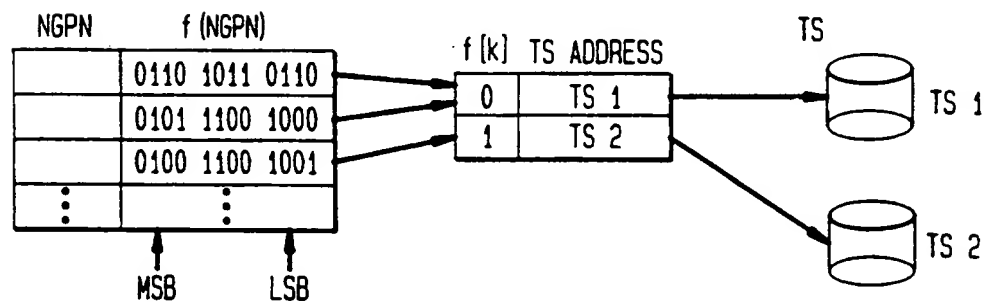 NGPN f (NGPN)
0110 1011 0110
0101 1100 1000
0100 1100 1001
MSB LSB
f [k] TS ADDRESS
0 TS 1
1 TS 2
TS
TS 1
TS 2